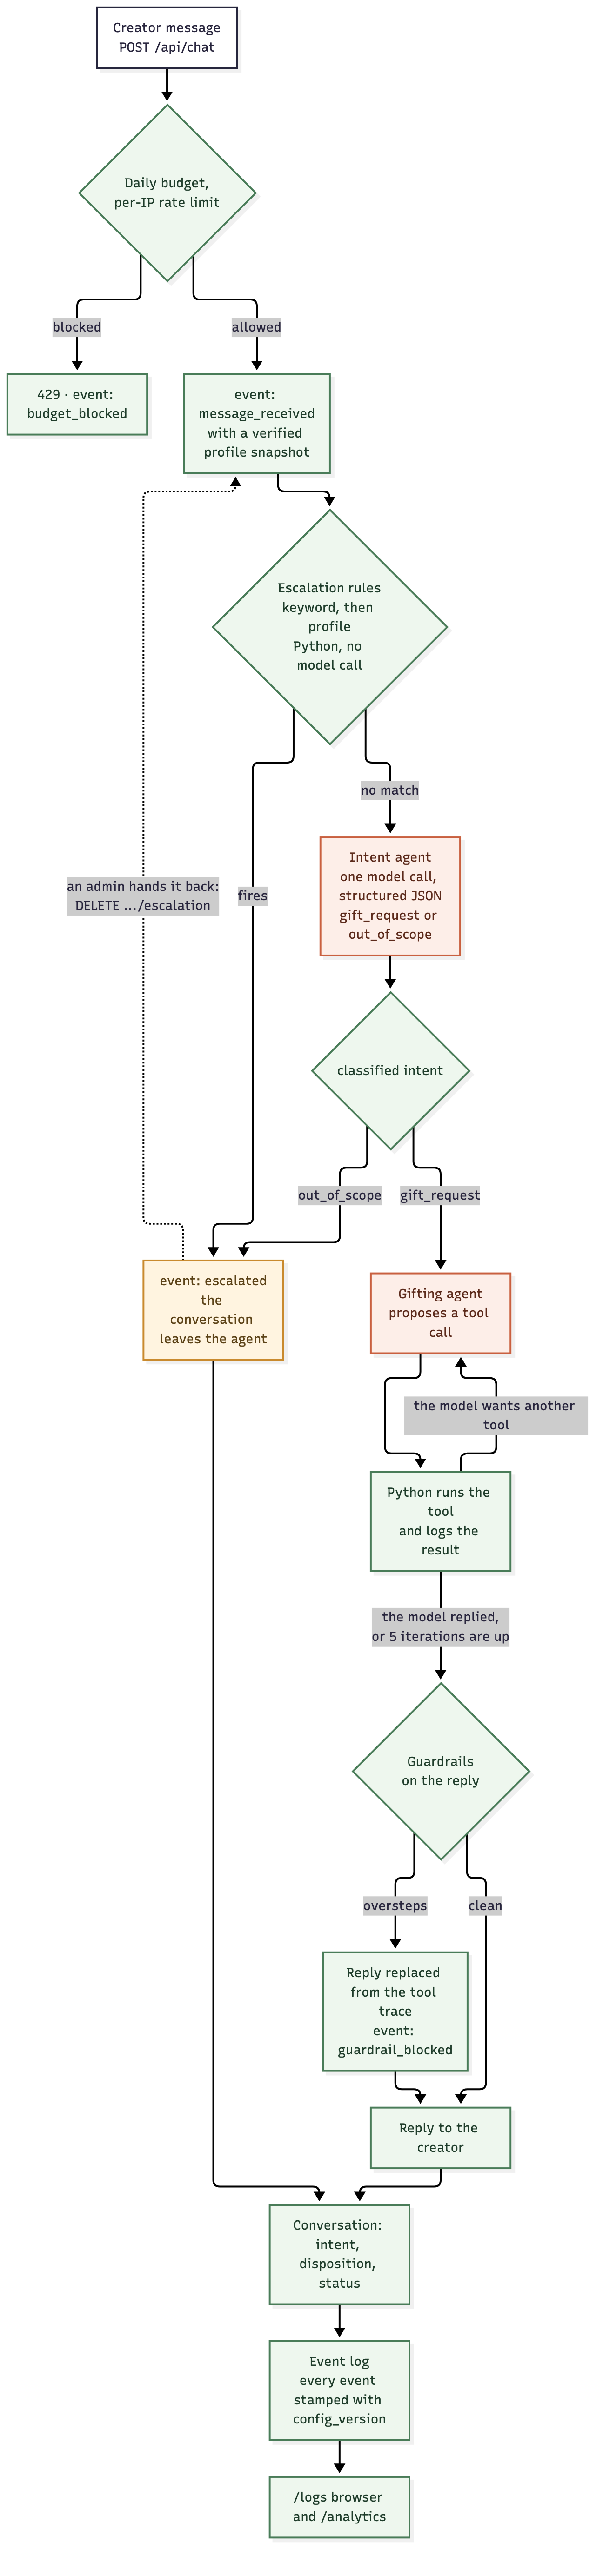 Creator message
POST /api/chat
Daily budget,
per-IP rate limit
blocked
allowed
429 · event:
budget_blocked
event:
message_received
with a verified
profile snapshot
Escalation rules
keyword, then
profile
Python, no
model call
no match
an admin hands it back:
DELETE .../escalation
fires
Intent agent
one model call,
structured JSON
gift_request or
out_of_scope
classified intent
out_of_scope
gift_request
event: escalated
the
conversation
leaves the agent
Gifting agent
proposes a tool
call
the model wants another
tool
Python runs the
tool
and logs the
result
the model replied,
or 5 iterations are up
Guardrails
on the reply
oversteps
clean
Reply replaced
from the tool
trace
event:
guardrail_blocked
Reply to the
creator
Conversation:
intent,
disposition,
status
Event log
every event
stamped with
config_version
/logs browser
and /analytics